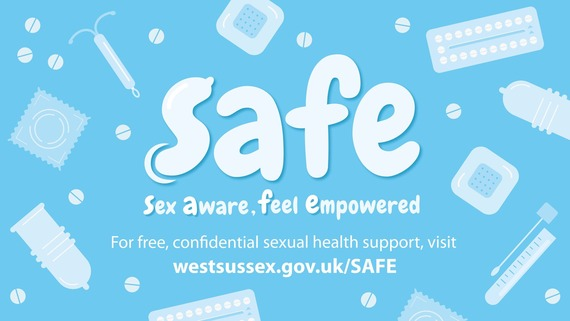 safe
Sex aware, feel empowered
For free, confidential sexual health support, visit
westsussex.gov.uk/SAFE